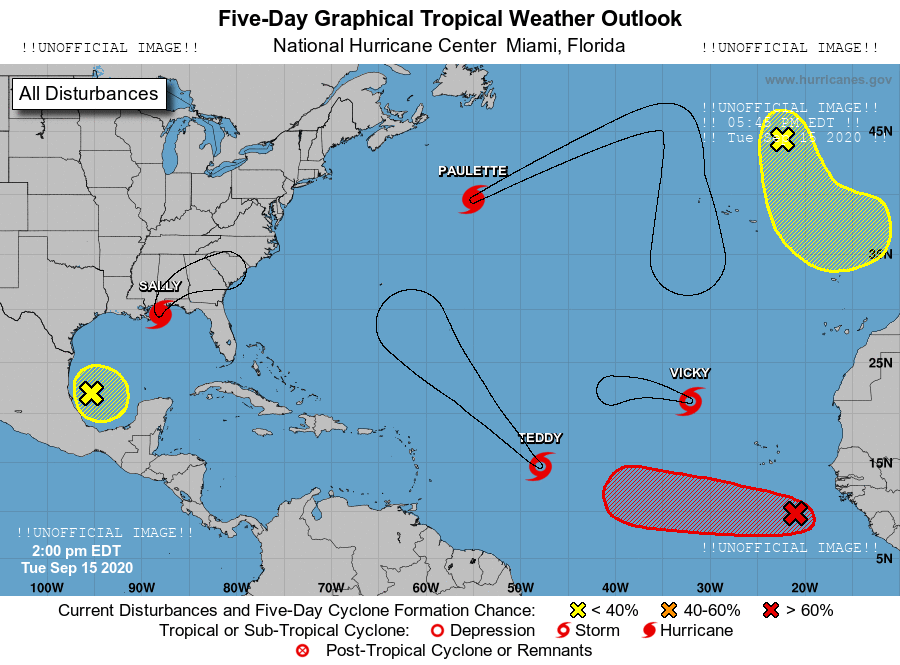 Five-Day Graphical Tropical Weather Outlook
!!UNOFFICIAL IMAGE!! National Hurricane Center Miami, Florida !!UNOFFICIAL IMAGE!!
www.hurricanes.gov
All Disturbances
!!UNOFFICIAL IMAGE!!
!! 05:4 PM EDT !!
!! Tue 15 2020 !!
45N
PAULETTE
30N
SALLY
25N
VICKY
TEDDY
15N
!!UNOFFICIAL IMAGE!!
!!UNOFFICIAL IMAGE!!
2:00 pm EDT
5N
Tue Sep 15 2020
100W 90W 80W 70W 60W 50W 40W 30W 20W
Current Disturbances and Five-Day Cyclone Formation Chance: < 40% 40-60% > 60%
Tropical or Sub-Tropical Cyclone: Depression Storm Hurricane
Post-Tropical Cyclone or Remnants